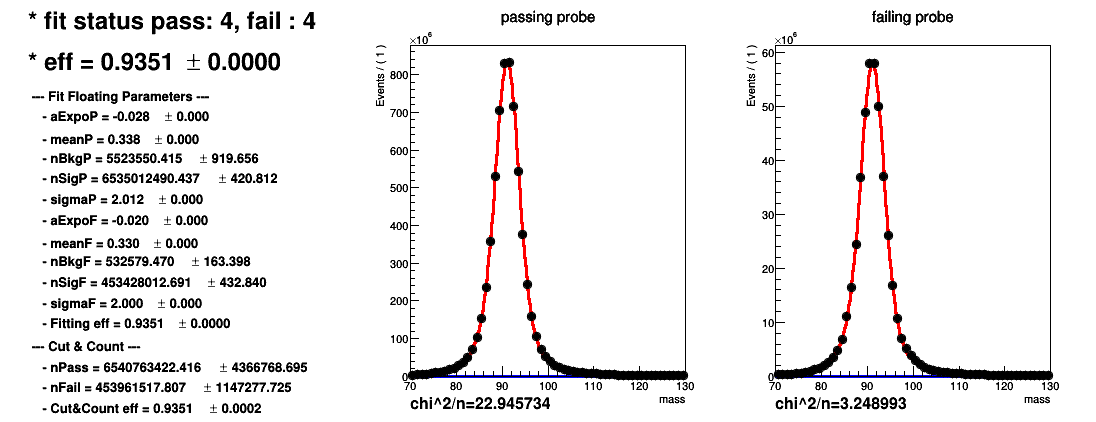 * fit status pass: 4, fail : 4
* eff = 0.9351 ± 0.0000
--- Fit Floating Parameters ---
- aExpoP = -0.028 ± 0.000
- meanP = 0.338 ± 0.000
- nBkgP = 5523550.415 ± 919.656
- nSigP = 6535012490.437 ± 420.812
- sigmaP = 2.012 ± 0.000
- aExpoF = -0.020 ± 0.000
- meanF = 0.330 ± 0.000
- nBkgF = 532579.470 ± 163.398
- nSigF = 453428012.691 ± 432.840
- sigmaF = 2.000 ± 0.000
- Fitting eff = 0.9351 ± 0.0000
--- Cut & Count ---
- nPass = 6540763422.416 ± 4366768.695
- nFail = 453961517.807 ± 1147277.725
- Cut&Count eff = 0.9351 ± 0.0002
passing probe
×10^6
Events / ( 1 )
800
700
600
500
400
300
200
100
0
70 80 90 100 110 120 130
mass
chi^2/n=22.945734
failing probe
×10^6
Events / ( 1 )
60
50
40
30
20
10
0
70 80 90 100 110 120 130
mass
chi^2/n=3.248993